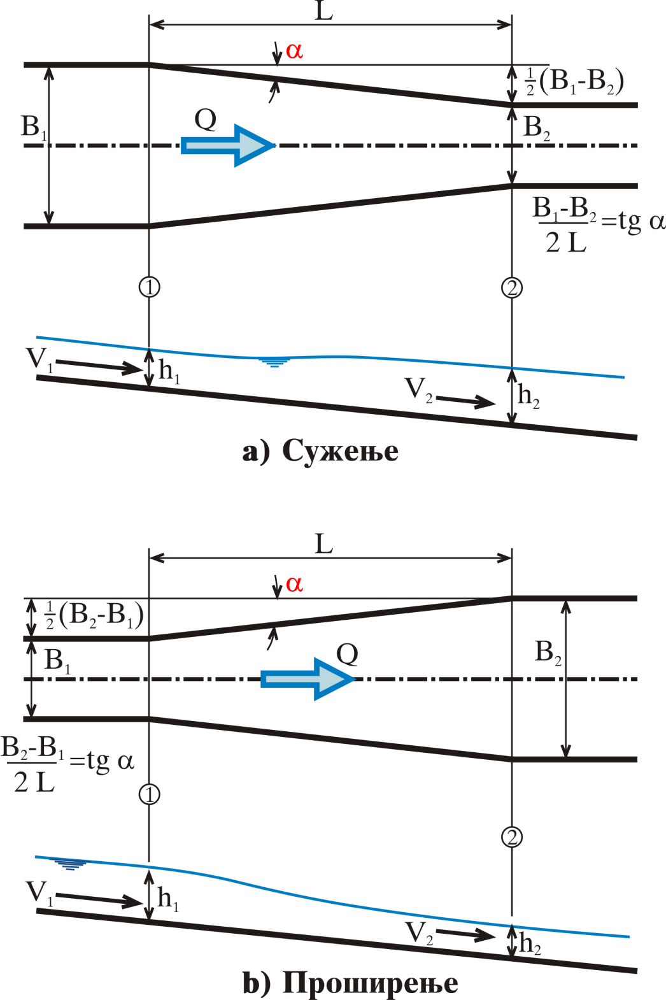 L
α
½(B₁-B₂)
B₁
Q
B₂
B₁-B₂
2 L
=tg α
1
2
V₁
h₁
V₂
h₂
a) Сужење
L
α
½(B₂-B₁)
B₁
Q
B₂
B₂-B₁
2 L
=tg α
1
2
V₁
h₁
V₂
h₂
b) Проширење